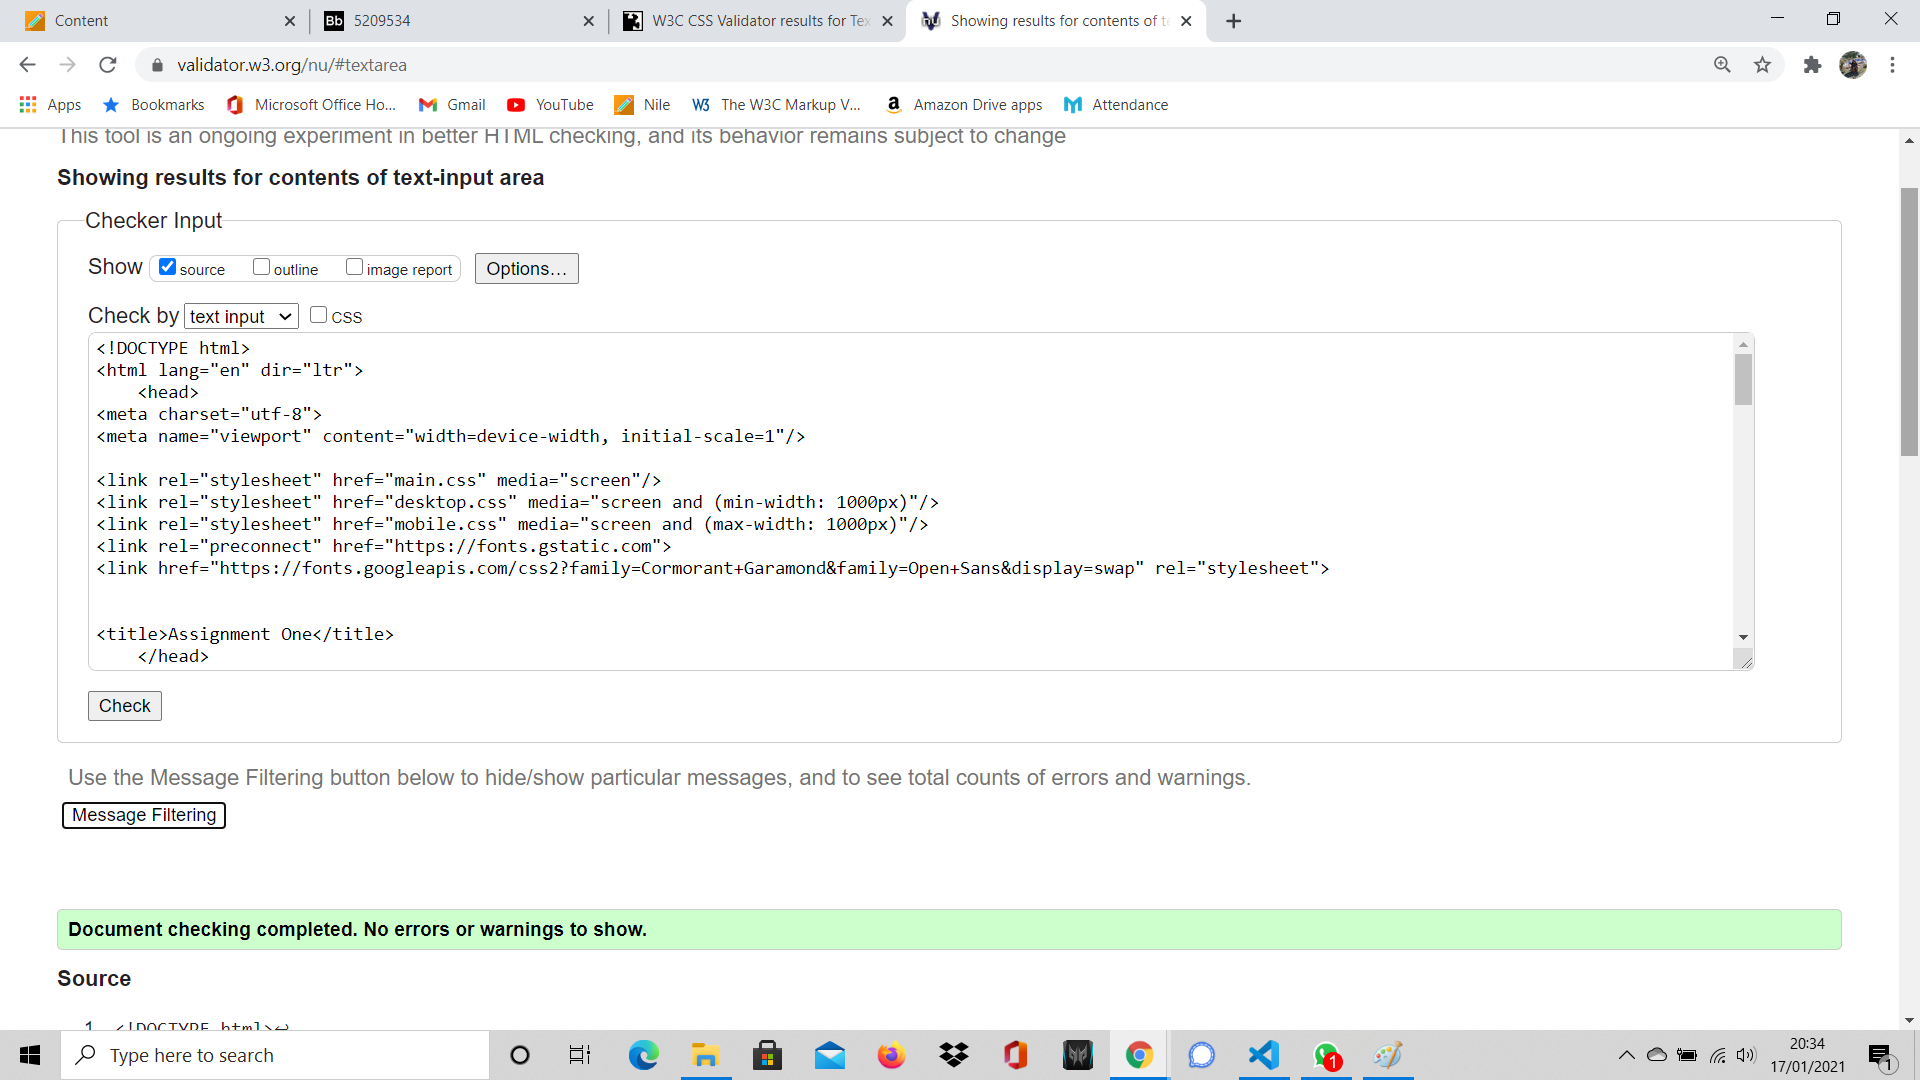 Content
5209534
W3C CSS Validator results for Tex
Showing results for contents of te
validator.w3.org/nu/#textarea
Apps
Bookmarks
Microsoft Office Ho...
Gmail
YouTube
Nile
W3 The W3C Markup V...
Amazon Drive apps
Attendance
This tool is an ongoing experiment in better HTML checking, and its behavior remains subject to change
Showing results for contents of text-input area
Checker Input
Show source outline image report Options...
Check by text input CSS
<!DOCTYPE html>
<html lang="en" dir="ltr">
<head>
<meta charset="utf-8">
<meta name="viewport" content="width=device-width, initial-scale=1"/>
<link rel="stylesheet" href="main.css" media="screen"/>
<link rel="stylesheet" href="desktop.css" media="screen and (min-width: 1000px)"/>
<link rel="stylesheet" href="mobile.css" media="screen and (max-width: 1000px)"/>
<link rel="preconnect" href="https://fonts.gstatic.com">
<link href="https://fonts.googleapis.com/css2?family=Cormorant+Garamond&family=Open+Sans&display=swap" rel="stylesheet">
<title>Assignment One</title>
</head>
Check
Use the Message Filtering button below to hide/show particular messages, and to see total counts of errors and warnings.
Message Filtering
Document checking completed. No errors or warnings to show.
Source
1 <!DOCTYPE html>↩
Type here to search
1
20:34
17/01/2021
1